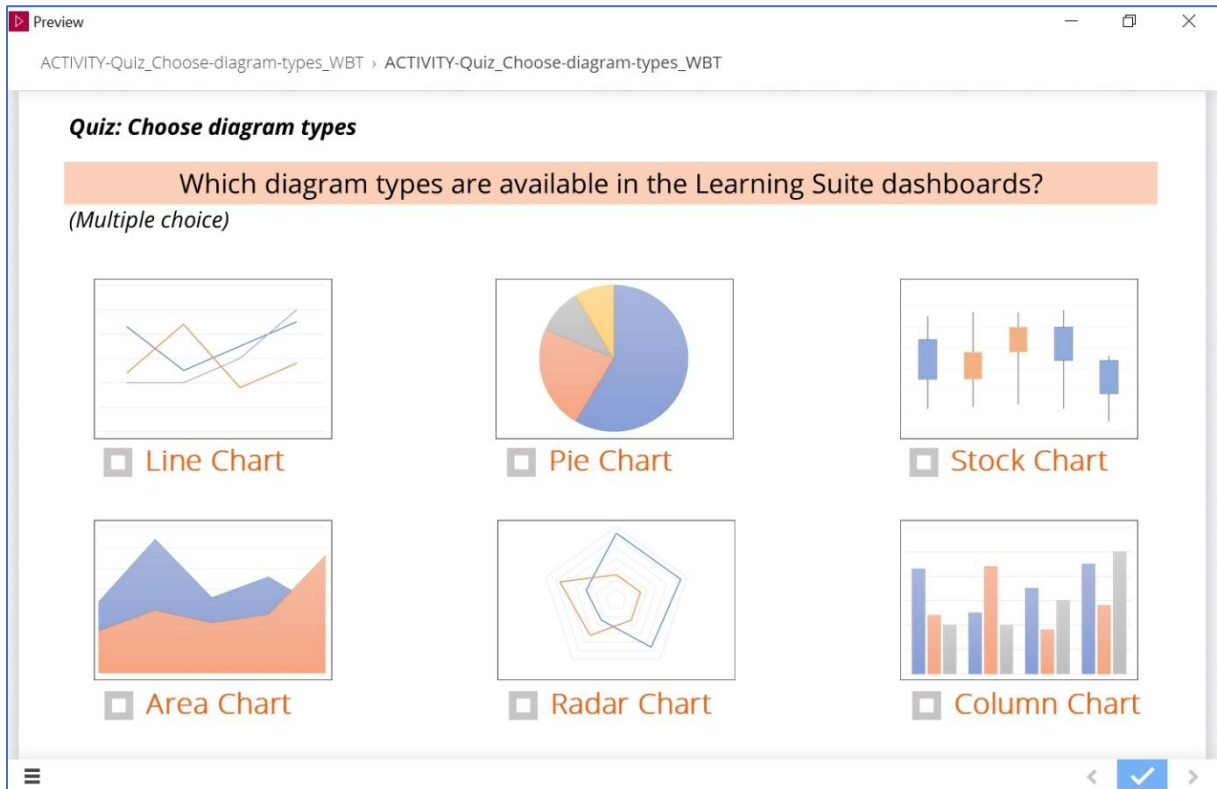 Preview
ACTIVITY-Quiz_Choose-diagram-types_WBT › ACTIVITY-Quiz_Choose-diagram-types_WBT
Quiz: Choose diagram types
Which diagram types are available in the Learning Suite dashboards?
(Multiple choice)
Line Chart
Pie Chart
Stock Chart
Area Chart
Radar Chart
Column Chart